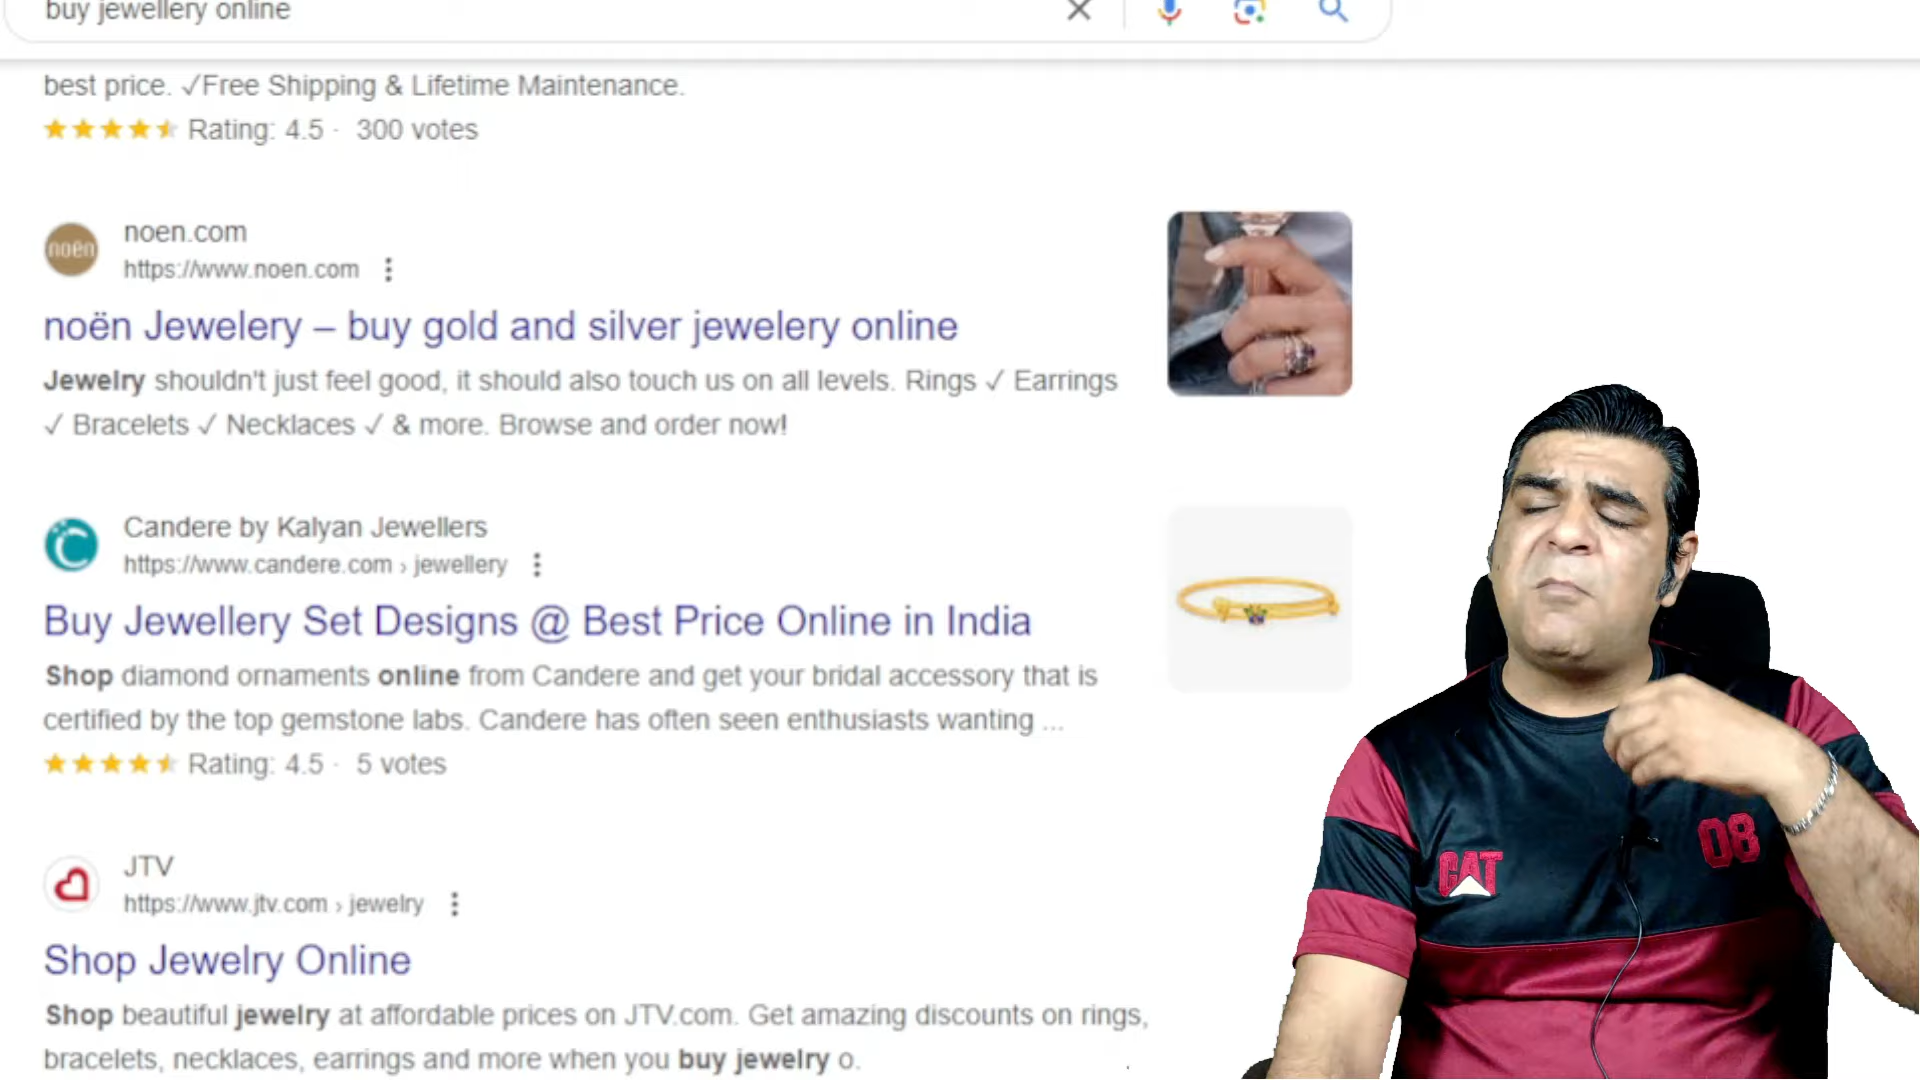 buy jewellery online
best price. ✓Free Shipping & Lifetime Maintenance.
Rating: 4.5 · 300 votes
noën
noen.com
https://www.noen.com
noën Jewelery – buy gold and silver jewelery online
Jewelry shouldn't just feel good, it should also touch us on all levels. Rings ✓ Earrings
✓ Bracelets ✓ Necklaces ✓ & more. Browse and order now!
Candere by Kalyan Jewellers
https://www.candere.com › jewellery
Buy Jewellery Set Designs @ Best Price Online in India
Shop diamond ornaments online from Candere and get your bridal accessory that is
certified by the top gemstone labs. Candere has often seen enthusiasts wanting ...
Rating: 4.5 · 5 votes
JTV
https://www.jtv.com › jewelry
Shop Jewelry Online
Shop beautiful jewelry at affordable prices on JTV.com. Get amazing discounts on rings,
bracelets, necklaces, earrings and more when you buy jewelry o.
CAT
08